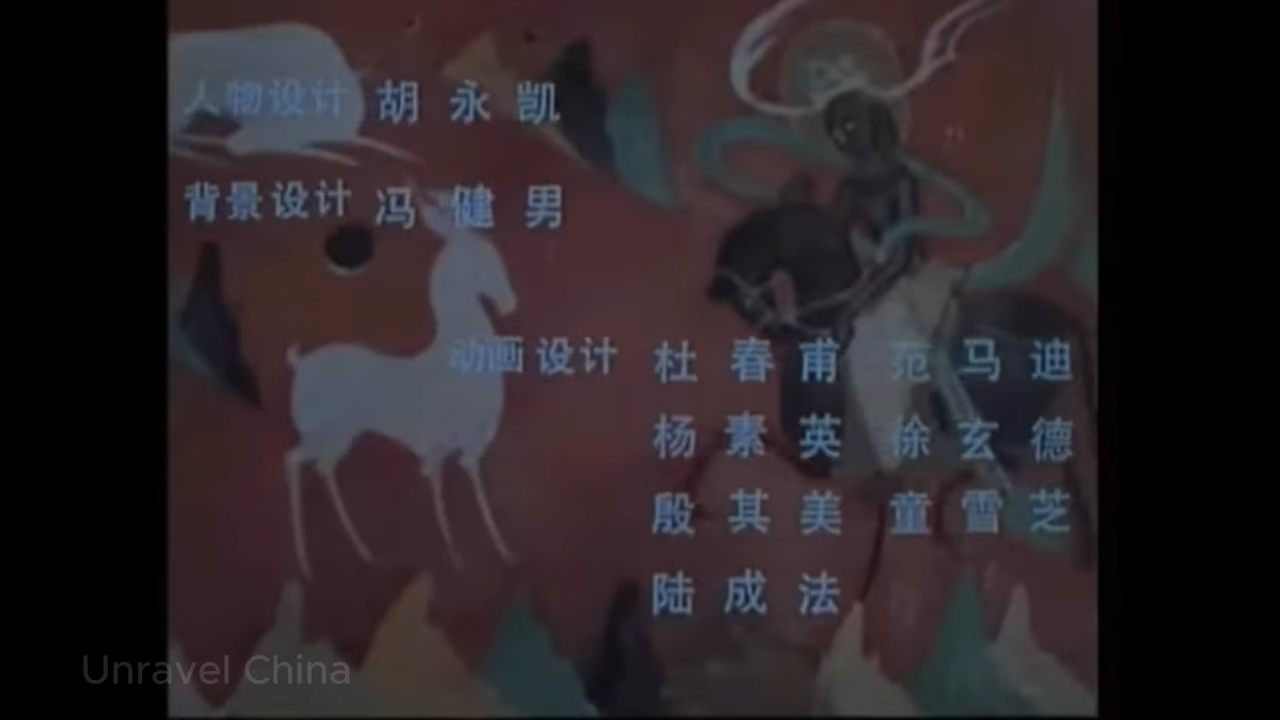 人物设计 胡永凯
背景设计 冯健男
动画设计 杜春甫 范马迪
杨素英 徐玄德
殷其美 童雪芝
陆成法
Unravel China